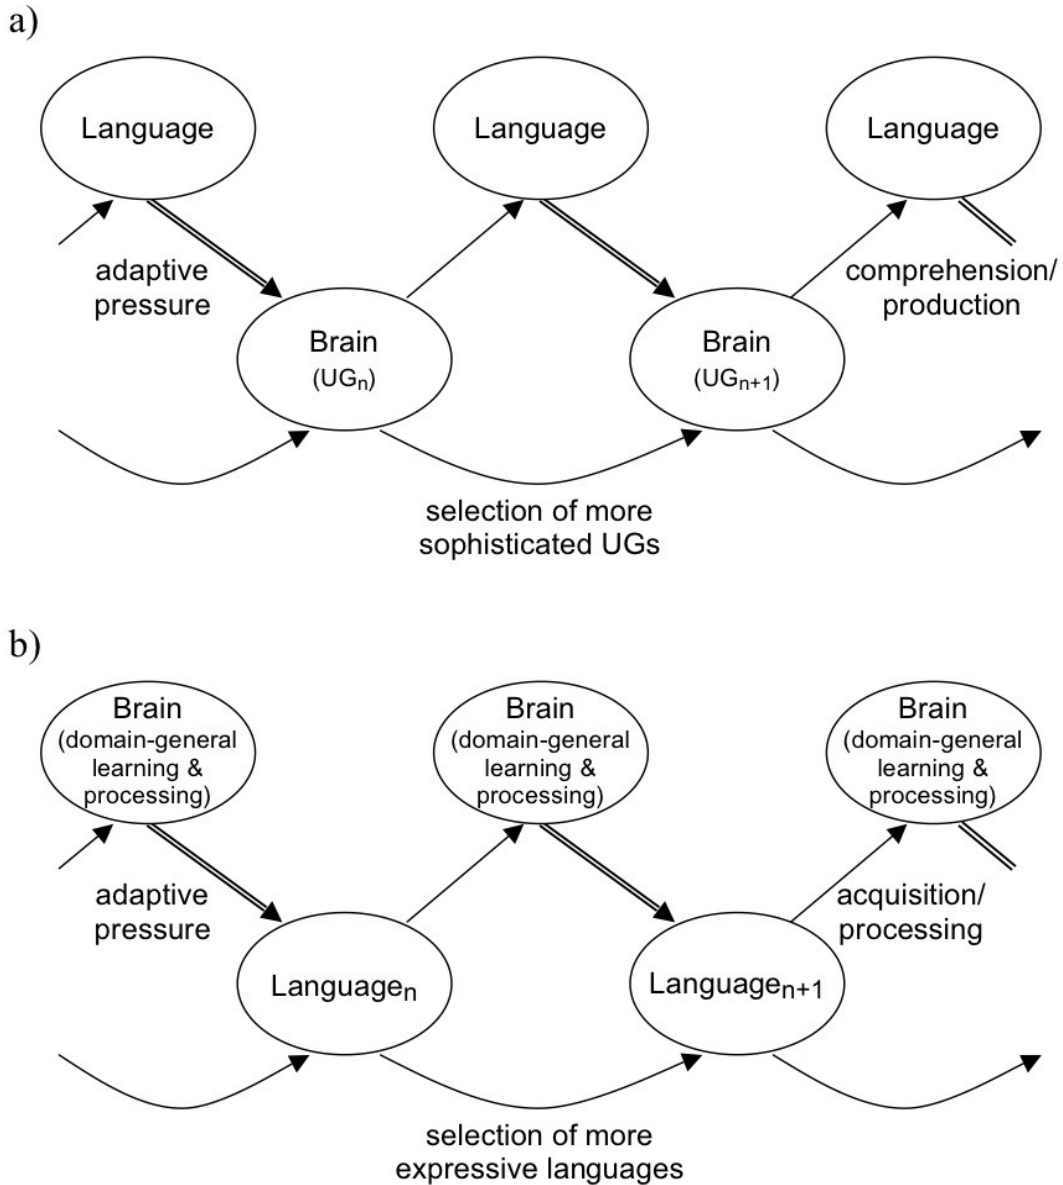 a)
Language
Language
Language
adaptive
pressure
comprehension/
production
Brain
(UGn)
Brain
(UGn+1)
selection of more
sophisticated UGs
b)
Brain
(domain-general
learning &
processing)
Brain
(domain-general
learning &
processing)
Brain
(domain-general
learning &
processing)
adaptive
pressure
acquisition/
processing
Languagen
Languagen+1
selection of more
expressive languages